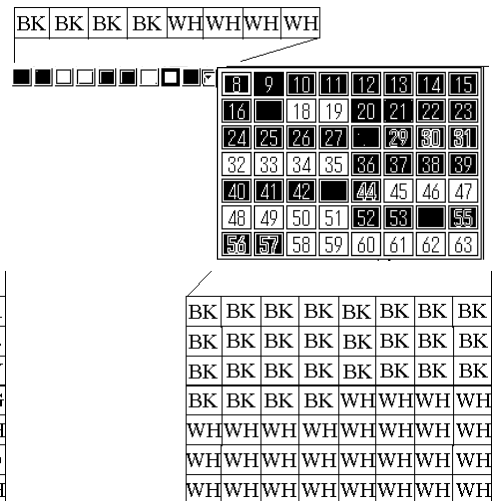 BK BK BK BK WH WH WH WH
8 9 10 11 12 13 14 15
16 18 19 20 21 22 23
24 25 26 27 29 30 31
32 33 34 35 36 37 38 39
40 41 42 44 45 46 47
48 49 50 51 52 53 55
56 57 58 59 60 61 62 63
BK BK BK BK BK BK BK BK
BK BK BK BK BK BK BK BK
BK BK BK BK BK BK BK BK
BK BK BK BK WH WH WH WH
WH WH WH WH WH WH WH WH
WH WH WH WH WH WH WH WH
WH WH WH WH WH WH WH WH